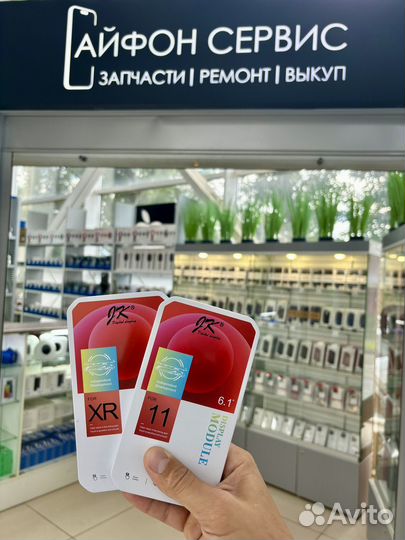 АЙФОН СЕРВИС
ЗАПЧАСТИ | РЕМОНТ | ВЫКУП
JK®
FOR
XR
JK®
FOR
11
6.1"
DISPLAY
MODULE
Avito